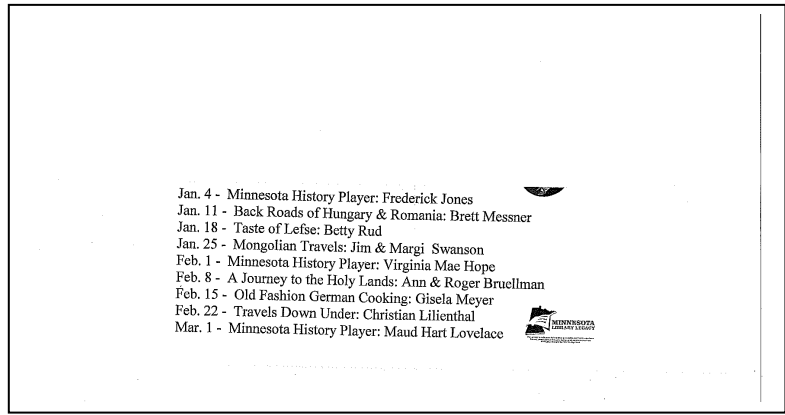 Jan. 4 - Minnesota History Player: Frederick Jones
Jan. 11 - Back Roads of Hungary & Romania: Brett Messner
Jan. 18 - Taste of Lefse: Betty Rud
Jan. 25 - Mongolian Travels: Jim & Margi Swanson
Feb. 1 - Minnesota History Player: Virginia Mae Hope
Feb. 8 - A Journey to the Holy Lands: Ann & Roger Bruellman
Feb. 15 - Old Fashion German Cooking: Gisela Meyer
Feb. 22 - Travels Down Under: Christian Lilienthal
Mar. 1 - Minnesota History Player: Maud Hart Lovelace
MINNESOTA
LIBRARY LEGACY